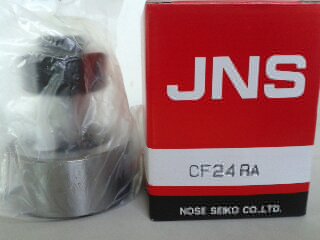 JNS
CF24RA
NOSE SEIKO CO.,LTD.